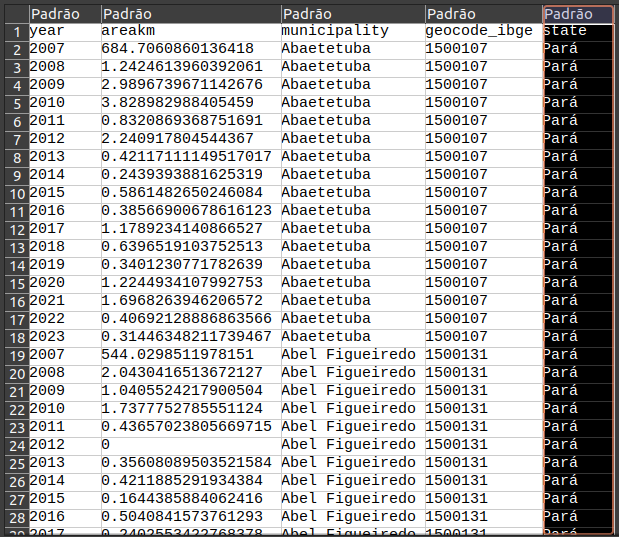 Padrão Padrão Padrão Padrão Padrão
1 year areakm municipality geocode_ibge state
2 2007 684.7060860136418 Abaetetuba 1500107 Pará
3 2008 1.2424613960392061 Abaetetuba 1500107 Pará
4 2009 2.9896739671142676 Abaetetuba 1500107 Pará
5 2010 3.828982988405459 Abaetetuba 1500107 Pará
6 2011 0.8320869368751691 Abaetetuba 1500107 Pará
7 2012 2.240917804544367 Abaetetuba 1500107 Pará
8 2013 0.42117111149517017 Abaetetuba 1500107 Pará
9 2014 0.2439393881625319 Abaetetuba 1500107 Pará
10 2015 0.5861482650246084 Abaetetuba 1500107 Pará
11 2016 0.38566900678616123 Abaetetuba 1500107 Pará
12 2017 1.1789234140866527 Abaetetuba 1500107 Pará
13 2018 0.6396519103752513 Abaetetuba 1500107 Pará
14 2019 0.3401230771782639 Abaetetuba 1500107 Pará
15 2020 1.2244934107992753 Abaetetuba 1500107 Pará
16 2021 1.6968263946206572 Abaetetuba 1500107 Pará
17 2022 0.40692128886863566 Abaetetuba 1500107 Pará
18 2023 0.31446348211739467 Abaetetuba 1500107 Pará
19 2007 544.0298511978151 Abel Figueiredo 1500131 Pará
20 2008 2.0430416513672127 Abel Figueiredo 1500131 Pará
21 2009 1.0405524217900504 Abel Figueiredo 1500131 Pará
22 2010 1.7377752785551124 Abel Figueiredo 1500131 Pará
23 2011 0.43657023805669715 Abel Figueiredo 1500131 Pará
24 2012 0 Abel Figueiredo 1500131 Pará
25 2013 0.35608089503521584 Abel Figueiredo 1500131 Pará
26 2014 0.4211885291934384 Abel Figueiredo 1500131 Pará
27 2015 0.1644385884062416 Abel Figueiredo 1500131 Pará
28 2016 0.5040841573761293 Abel Figueiredo 1500131 Pará
29 2017 0.2402553422768378 Abel Figueiredo 1500131 Pará